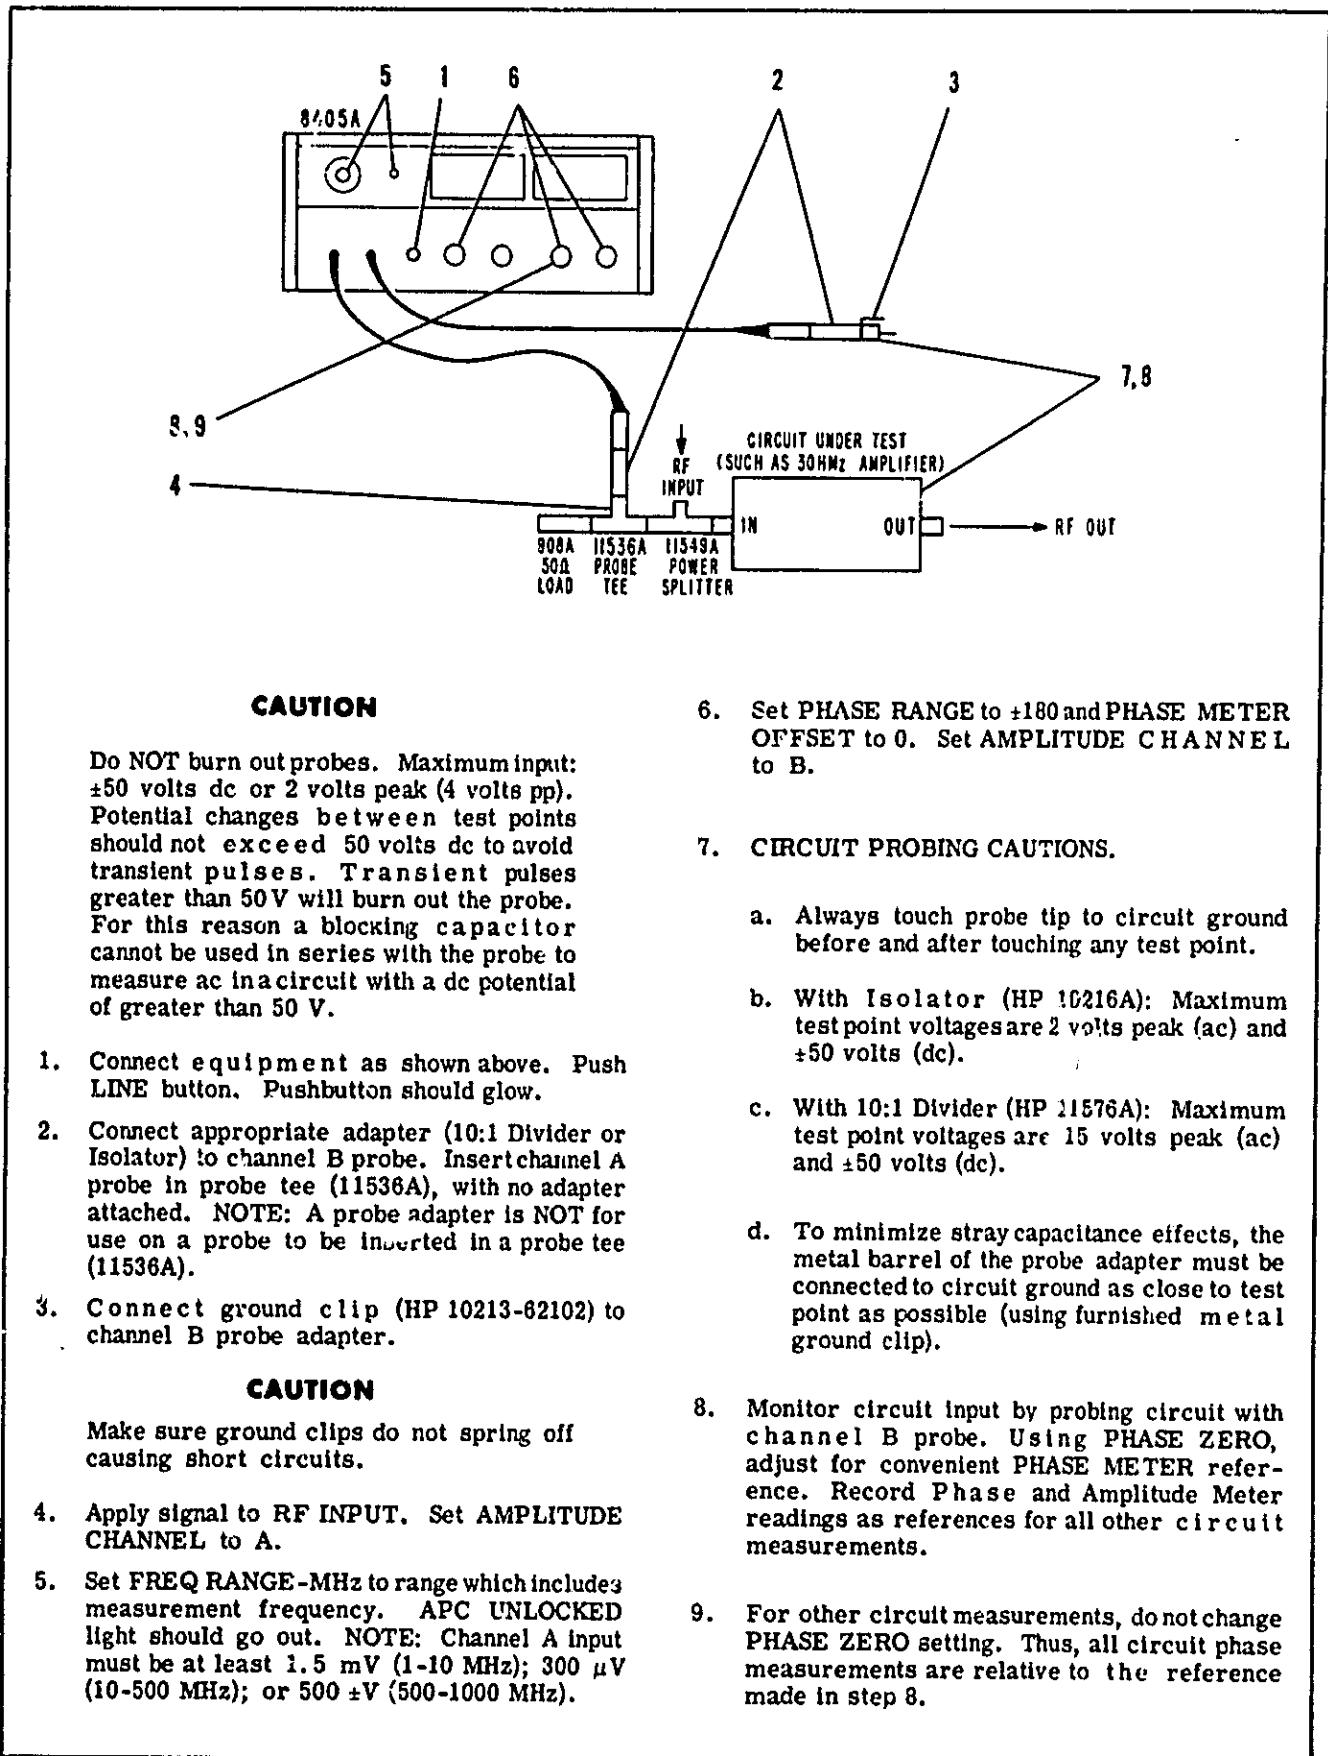 5 1 6 2 3
8405A
7,8
8,9
4
CIRCUIT UNDER TEST
(SUCH AS 30HMz AMPLIFIER)
RF
INPUT
IN
OUT
RF OUT
908A
50Ω
LOAD
11536A
PROBE
TEE
11549A
POWER
SPLITTER
CAUTION
Do NOT burn out probes. Maximum input:
±50 volts dc or 2 volts peak (4 volts pp).
Potential changes between test points
should not exceed 50 volts dc to avoid
transient pulses. Transient pulses
greater than 50 V will burn out the probe.
For this reason a blocking capacitor
cannot be used in series with the probe to
measure ac in a circuit with a dc potential
of greater than 50 V.
1. Connect equipment as shown above. Push
LINE button. Pushbutton should glow.
2. Connect appropriate adapter (10:1 Divider or
Isolator) to channel B probe. Insert channel A
probe in probe tee (11536A), with no adapter
attached. NOTE: A probe adapter is NOT for
use on a probe to be inserted in a probe tee
(11536A).
3. Connect ground clip (HP 10213-62102) to
channel B probe adapter.
CAUTION
Make sure ground clips do not spring off
causing short circuits.
4. Apply signal to RF INPUT. Set AMPLITUDE
CHANNEL to A.
5. Set FREQ RANGE-MHz to range which includes
measurement frequency. APC UNLOCKED
light should go out. NOTE: Channel A input
must be at least 1.5 mV (1-10 MHz); 300 μV
(10-500 MHz); or 500 ±V (500-1000 MHz).
6. Set PHASE RANGE to ±180 and PHASE METER
OFFSET to 0. Set AMPLITUDE CHANNEL
to B.
7. CIRCUIT PROBING CAUTIONS.
a. Always touch probe tip to circuit ground
before and after touching any test point.
b. With Isolator (HP 10216A): Maximum
test point voltages are 2 volts peak (ac) and
±50 volts (dc).
c. With 10:1 Divider (HP 11576A): Maximum
test point voltages are 15 volts peak (ac)
and ±50 volts (dc).
d. To minimize stray capacitance effects, the
metal barrel of the probe adapter must be
connected to circuit ground as close to test
point as possible (using furnished metal
ground clip).
8. Monitor circuit input by probing circuit with
channel B probe. Using PHASE ZERO,
adjust for convenient PHASE METER refer-
ence. Record Phase and Amplitude Meter
readings as references for all other circuit
measurements.
9. For other circuit measurements, do not change
PHASE ZERO setting. Thus, all circuit phase
measurements are relative to the reference
made in step 8.